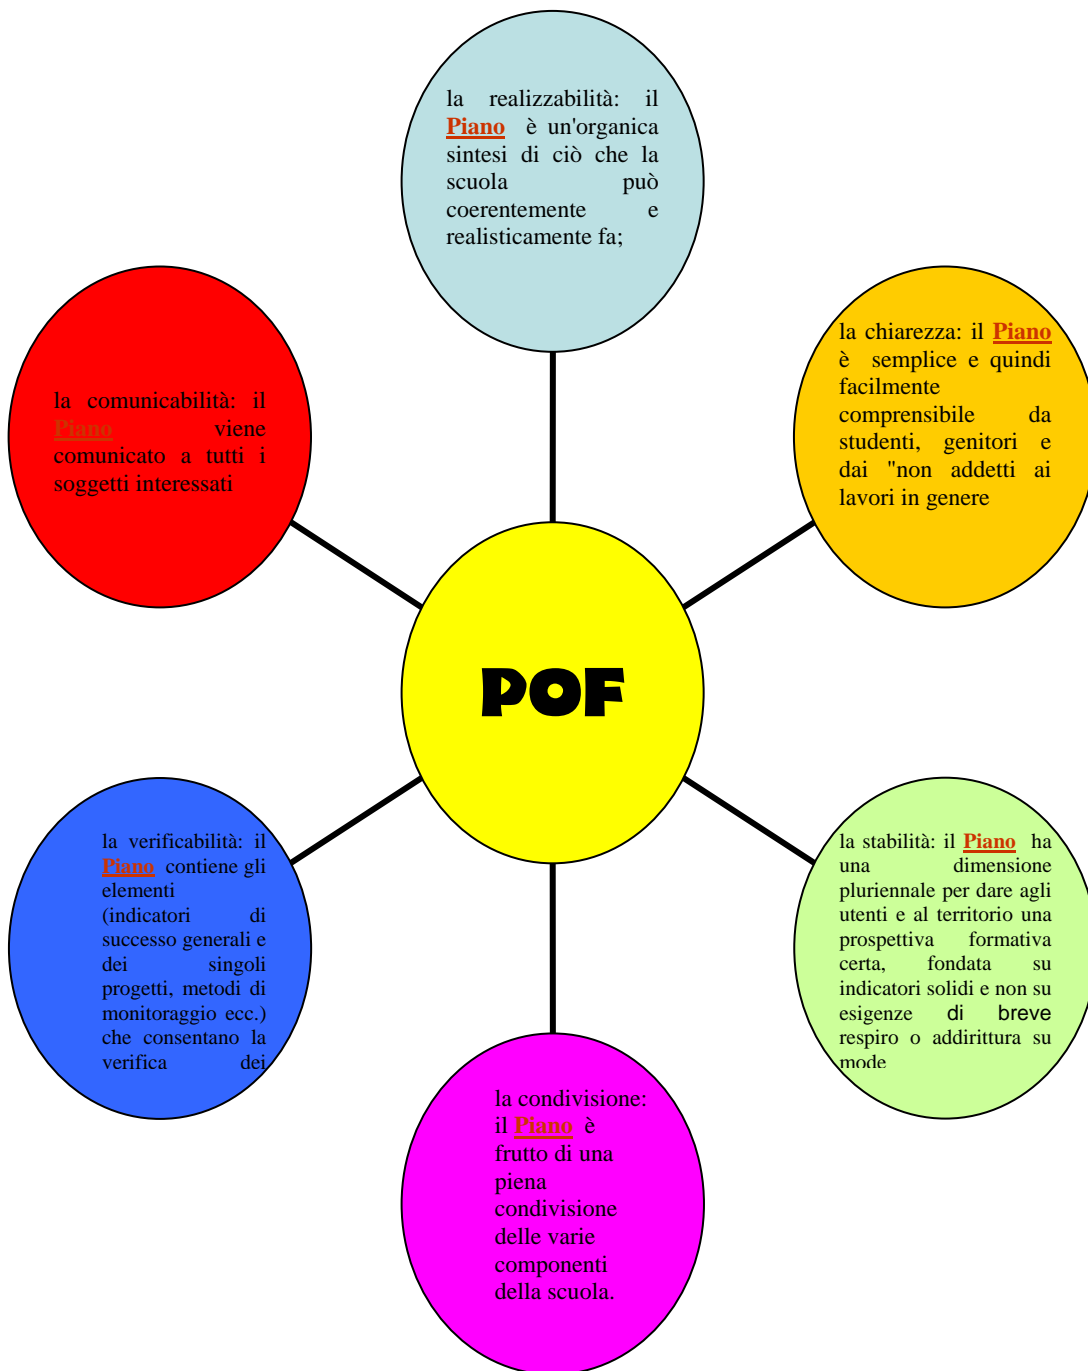 la realizzabilità: il
Piano è un'organica
sintesi di ciò che la
scuola può
coerentemente e
realisticamente fa;
la chiarezza: il Piano
è semplice e quindi
facilmente
comprensibile da
studenti, genitori e
dai "non addetti ai
lavori in genere
la comunicabilità: il
Piano viene
comunicato a tutti i
soggetti interessati
POF
la verificabilità: il
Piano contiene gli
elementi
(indicatori di
successo generali e
dei singoli
progetti, metodi di
monitoraggio ecc.)
che consentano la
verifica dei
la stabilità: il Piano ha
una dimensione
pluriennale per dare agli
utenti e al territorio una
prospettiva formativa
certa, fondata su
indicatori solidi e non su
esigenze di breve
respiro o addirittura su
mode
la condivisione:
il Piano è
frutto di una
piena
condivisione
delle varie
componenti
della scuola.